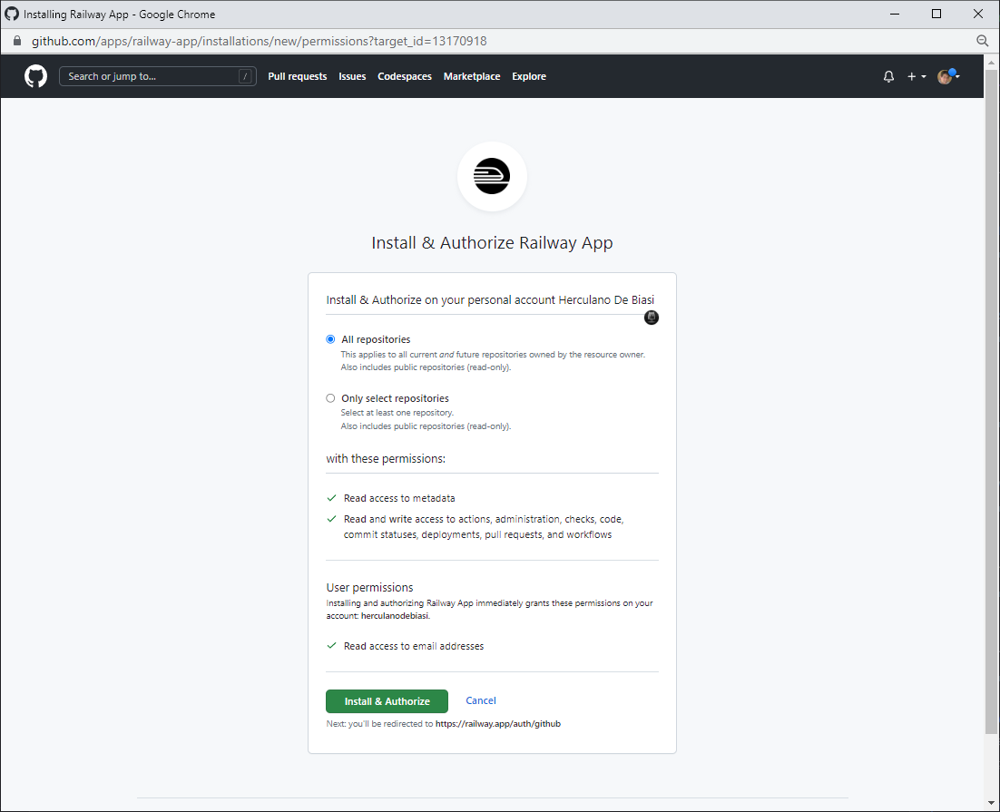 Installing Railway App - Google Chrome
github.com/apps/railway-app/installations/new/permissions?target_id=13170918
Search or jump to... / Pull requests Issues Codespaces Marketplace Explore
Install & Authorize Railway App
Install & Authorize on your personal account Herculano De Biasi
All repositories
This applies to all current and future repositories owned by the resource owner.
Also includes public repositories (read-only).
Only select repositories
Select at least one repository.
Also includes public repositories (read-only).
with these permissions:
Read access to metadata
Read and write access to actions, administration, checks, code,
commit statuses, deployments, pull requests, and workflows
User permissions
Installing and authorizing Railway App immediately grants these permissions on your
account: herculanodebiasi.
Read access to email addresses
Install & Authorize Cancel
Next: you'll be redirected to https://railway.app/auth/github